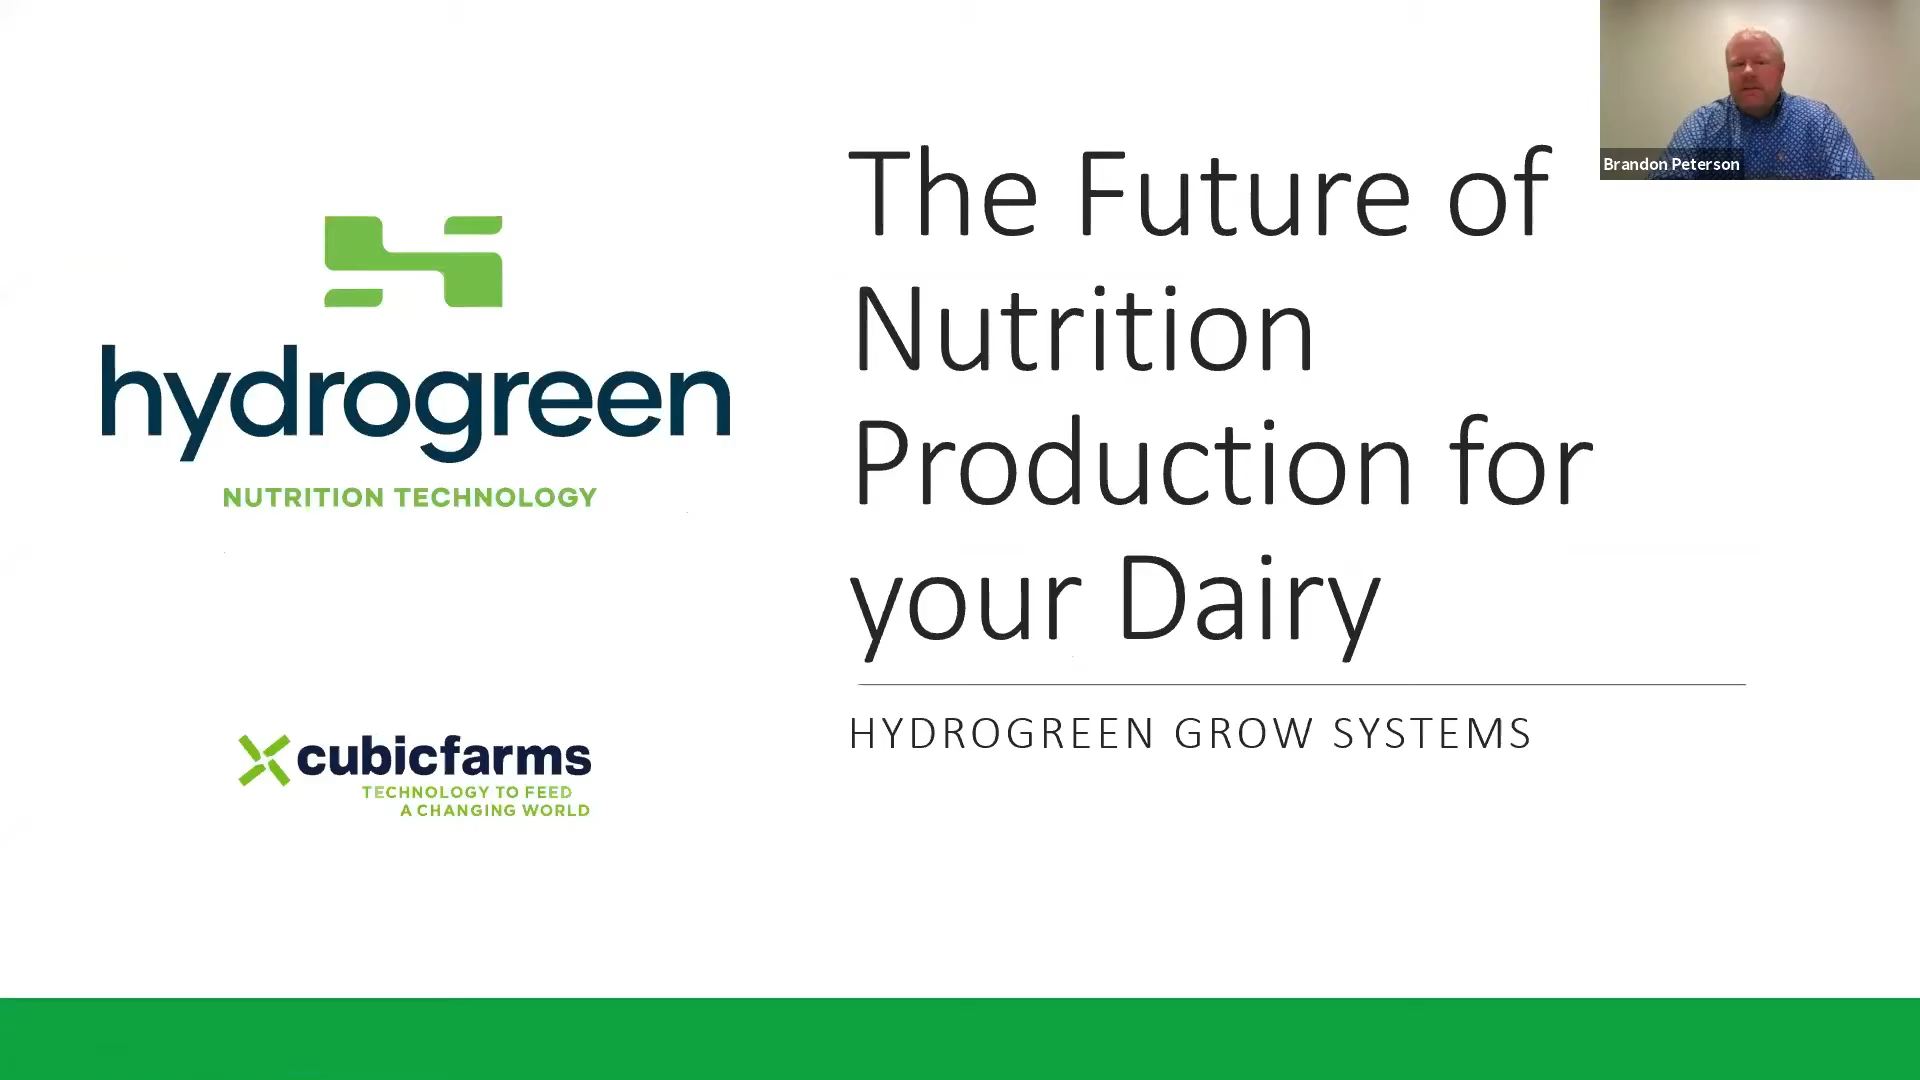 hydrogreen
NUTRITION TECHNOLOGY
cubicfarms
TECHNOLOGY TO FEED
A CHANGING WORLD
The Future of
Nutrition
Production for
your Dairy
HYDROGREEN GROW SYSTEMS
Brandon Peterson